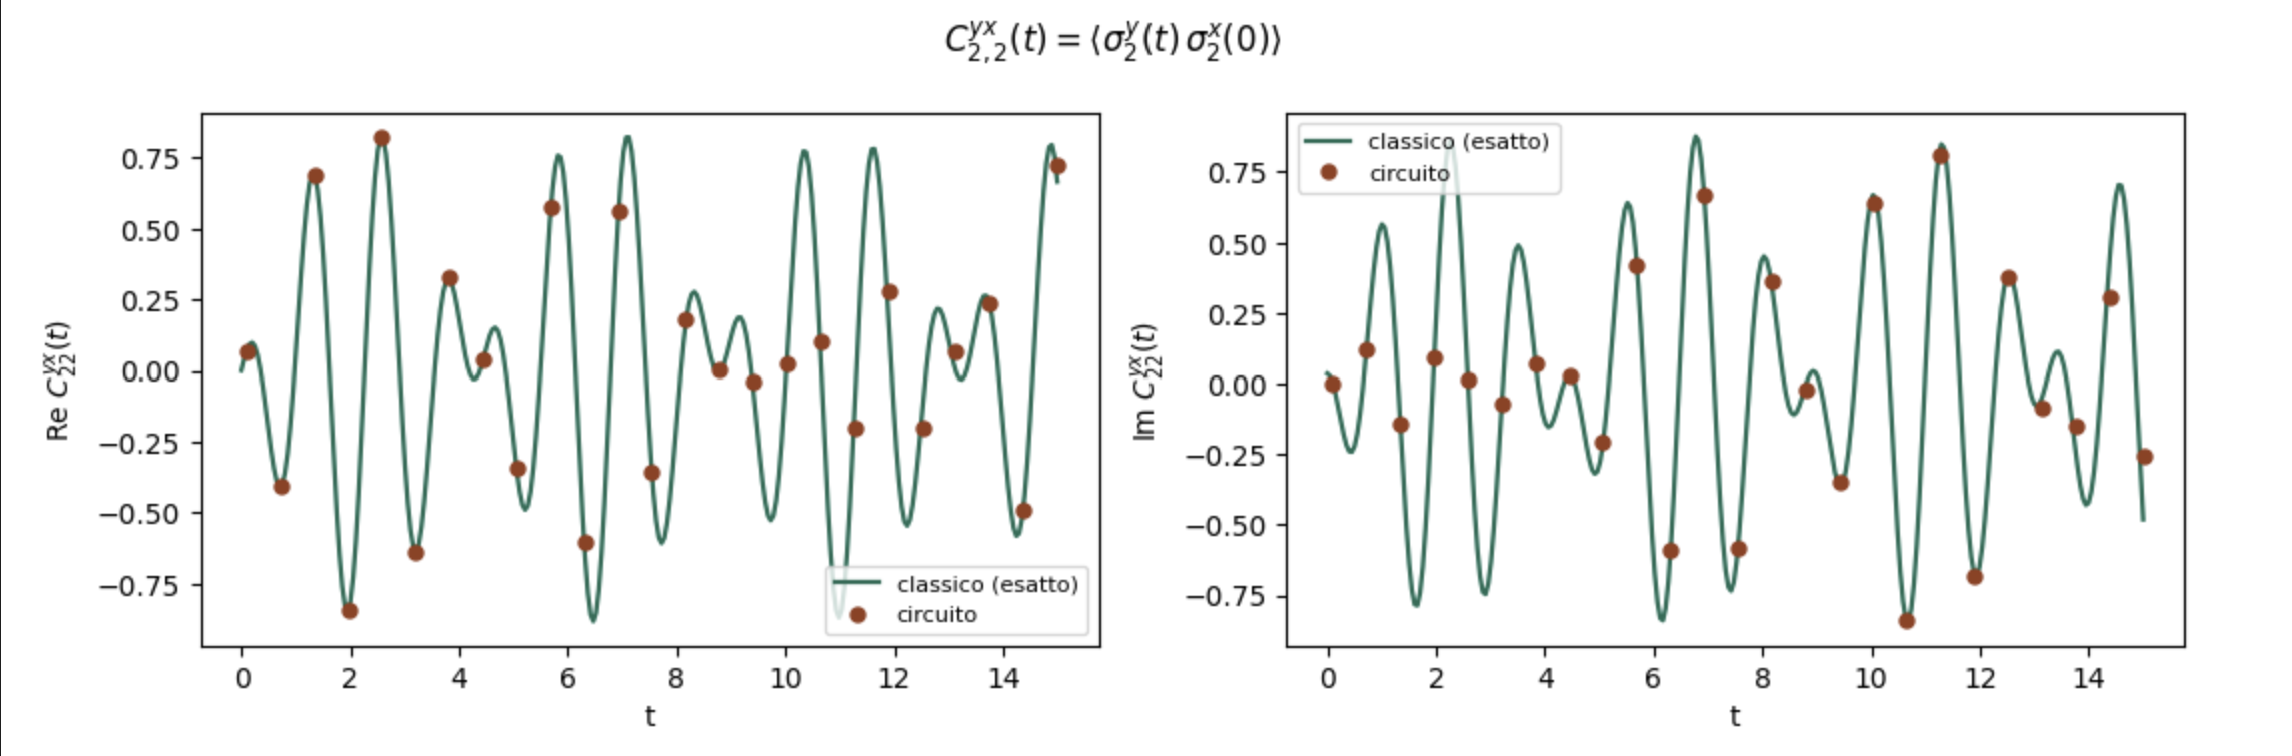 C^{yx}_{2,2}(t) = ⟨σ^y_2(t) σ^x_2(0)⟩
Re C^{yx}_{22}(t)
0.75
0.50
0.25
0.00
−0.25
−0.50
−0.75
classico (esatto)
circuito
0 2 4 6 8 10 12 14
t
Im C^{yx}_{22}(t)
0.75
0.50
0.25
0.00
−0.25
−0.50
−0.75
classico (esatto)
circuito
0 2 4 6 8 10 12 14
t